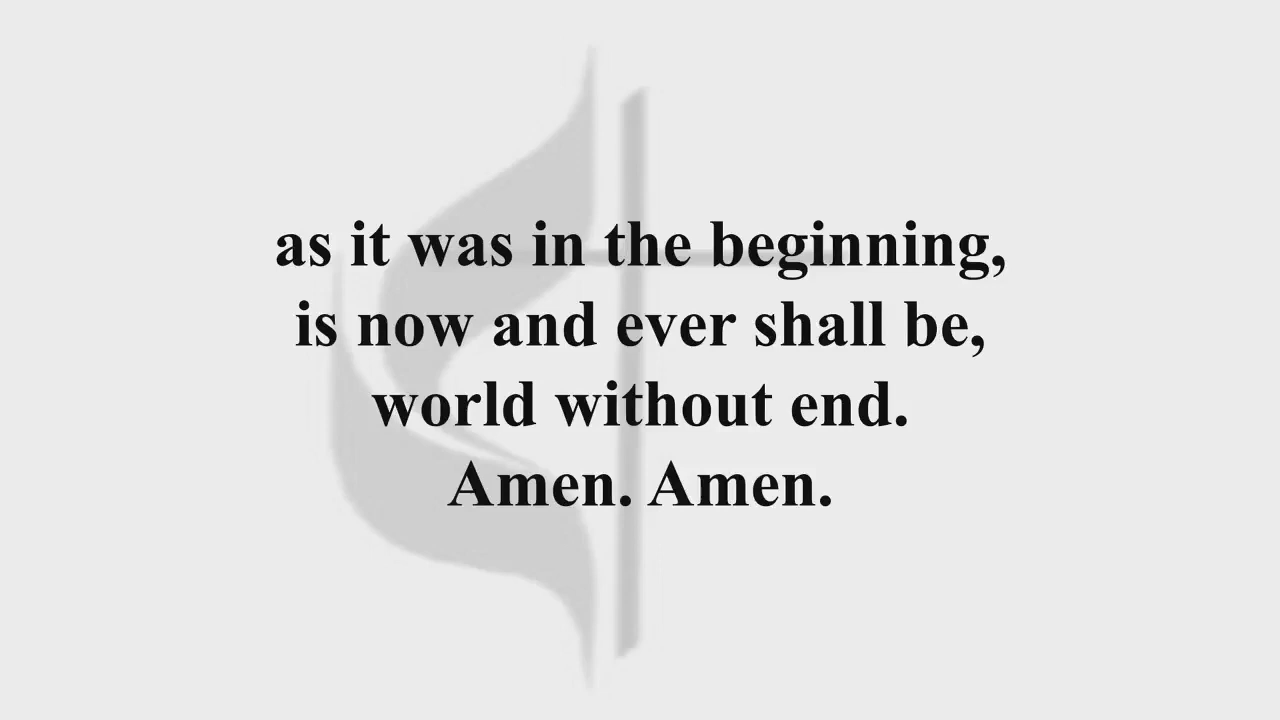 as it was in the beginning,
is now and ever shall be,
world without end.
Amen. Amen.